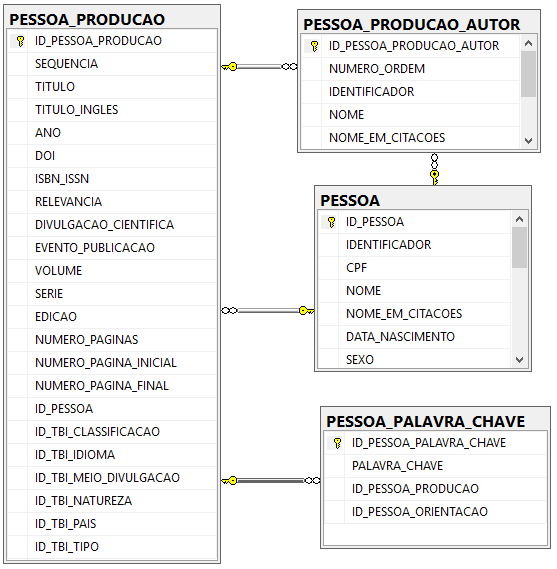 PESSOA_PRODUCAO
ID_PESSOA_PRODUCAO
SEQUENCIA
TITULO
TITULO_INGLES
ANO
DOI
ISBN_ISSN
RELEVANCIA
DIVULGACAO_CIENTIFICA
EVENTO_PUBLICACAO
VOLUME
SERIE
EDICAO
NUMERO_PAGINAS
NUMERO_PAGINA_INICIAL
NUMERO_PAGINA_FINAL
ID_PESSOA
ID_TBI_CLASSIFICACAO
ID_TBI_IDIOMA
ID_TBI_MEIO_DIVULGACAO
ID_TBI_NATUREZA
ID_TBI_PAIS
ID_TBI_TIPO
PESSOA_PRODUCAO_AUTOR
ID_PESSOA_PRODUCAO_AUTOR
NUMERO_ORDEM
IDENTIFICADOR
NOME
NOME_EM_CITACOES
PESSOA
ID_PESSOA
IDENTIFICADOR
CPF
NOME
NOME_EM_CITACOES
DATA_NASCIMENTO
SEXO
PESSOA_PALAVRA_CHAVE
ID_PESSOA_PALAVRA_CHAVE
PALAVRA_CHAVE
ID_PESSOA_PRODUCAO
ID_PESSOA_ORIENTACAO